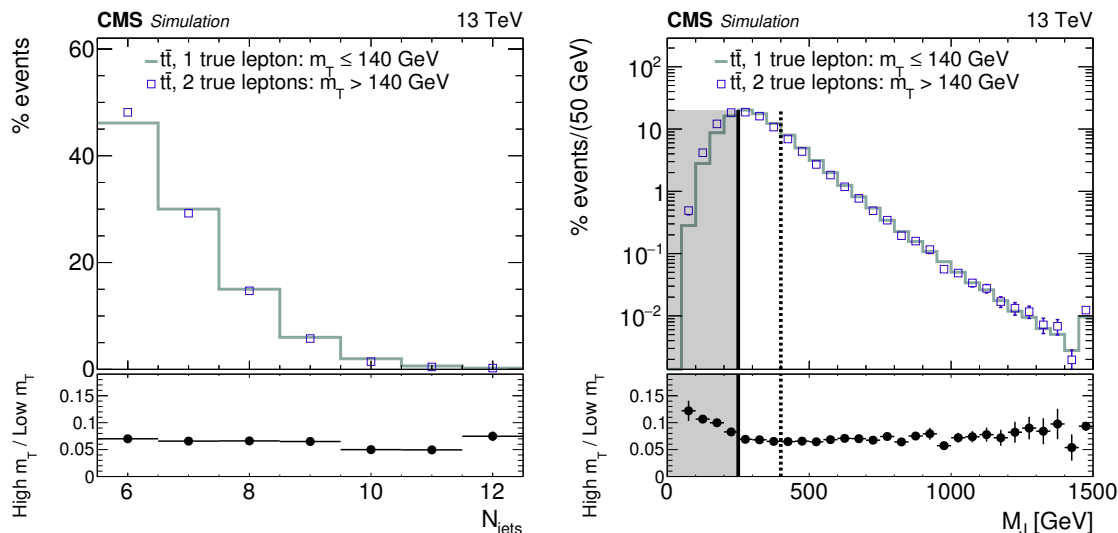 CMS Simulation 13 TeV
tt̄, 1 true lepton: m_T ≤ 140 GeV
tt̄, 2 true leptons: m_T > 140 GeV
% events
60
40
20
0
High m_T / Low m_T
0.15
0.1
0.05
0
6 8 10 12
N_jets
CMS Simulation 13 TeV
tt̄, 1 true lepton: m_T ≤ 140 GeV
tt̄, 2 true leptons: m_T > 140 GeV
% events/(50 GeV)
10²
10
1
10⁻¹
10⁻²
High m_T / Low m_T
0.15
0.1
0.05
0
0 500 1000 1500
M_J [GeV]